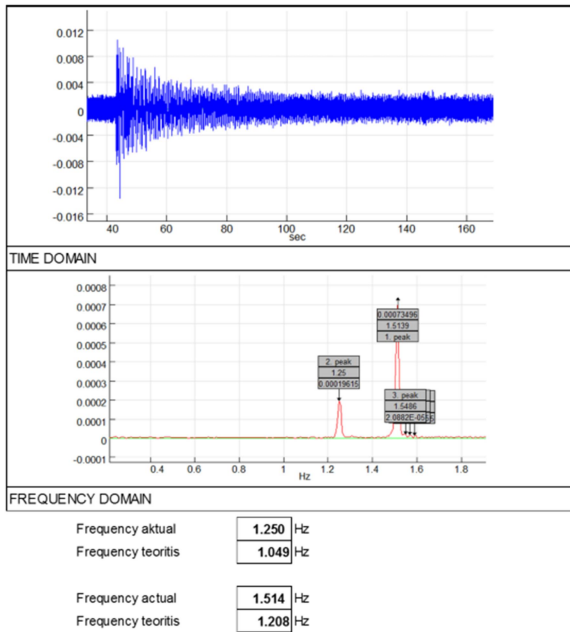 0.012
0.008
0.004
0
-0.004
-0.008
-0.012
-0.016
40 60 80 100 120 140 160
sec
TIME DOMAIN
0.0008
0.0007
0.0006
0.0005
0.0004
0.0003
0.0002
0.0001
0
-0.0001
0.00073496
1.5139
1. peak
2. peak
1.25
0.00019615
3. peak
1.5486
2.0882E-05
0.4 0.6 0.8 1 1.2 1.4 1.6 1.8
Hz
FREQUENCY DOMAIN
Frequency aktual 1.250 Hz
Frequency teoritis 1.049 Hz
Frequency actual 1.514 Hz
Frequency teoritis 1.208 Hz